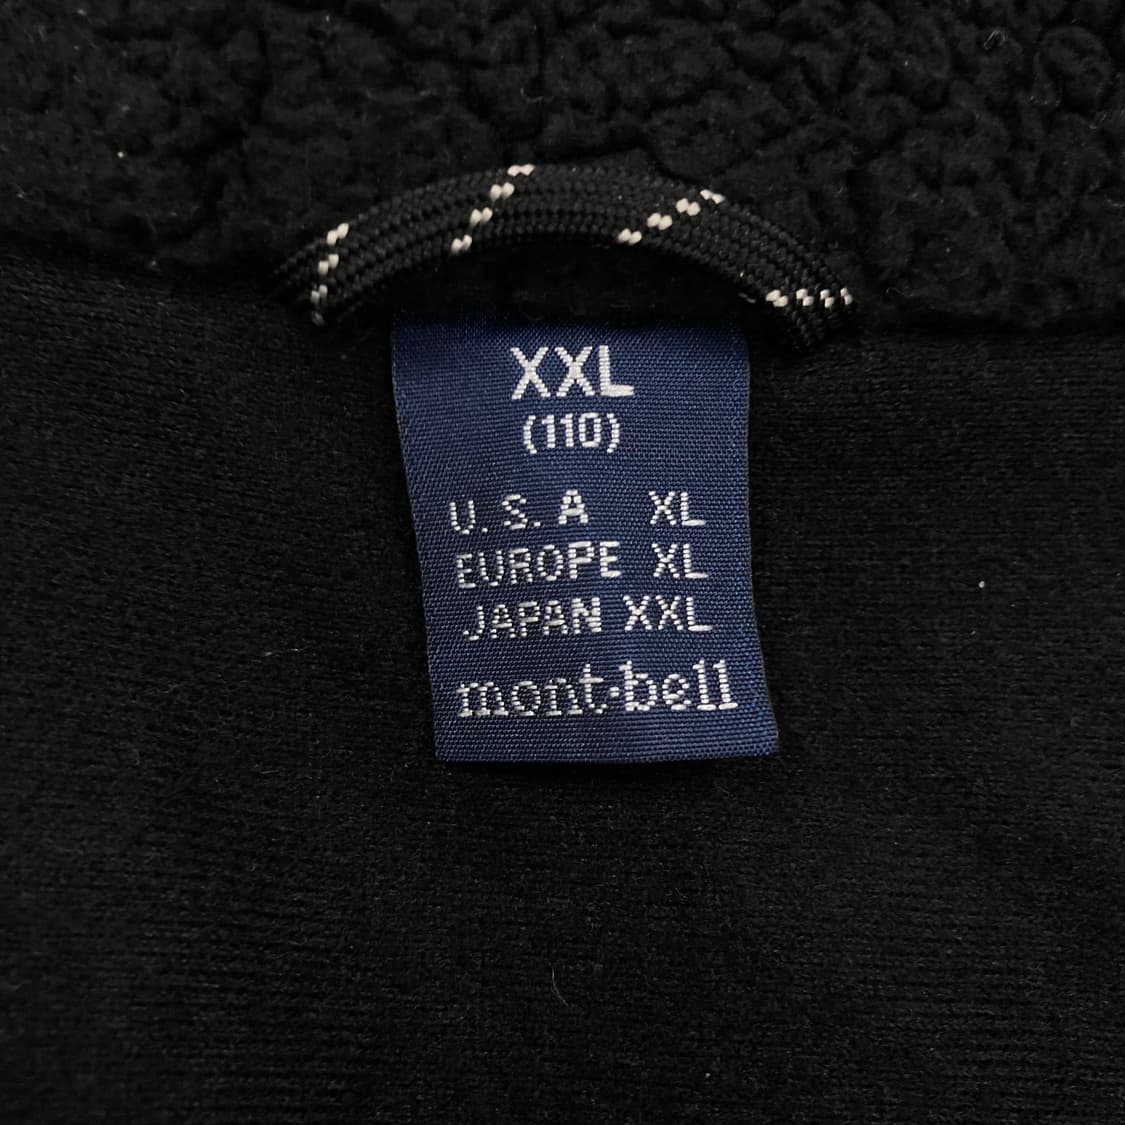 XXL
(110)
U.S.A XL
EUROPE XL
JAPAN XXL
mont·bell